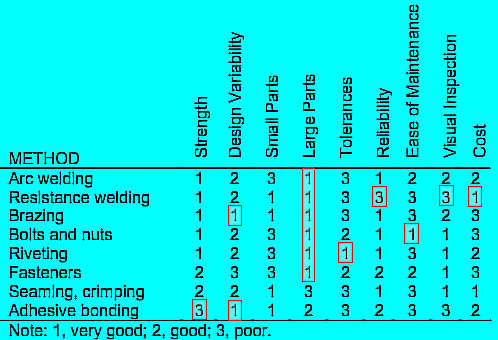 METHOD Strength Design Variability Small Parts Large Parts Tolerances Reliability Ease of Maintenance Visual Inspection Cost
Arc welding 1 2 3 1 3 1 2 2 2
Resistance welding 1 2 1 1 3 3 3 3 1
Brazing 1 1 1 1 3 1 3 2 3
Bolts and nuts 1 2 3 1 2 1 1 1 3
Riveting 1 2 3 1 1 1 3 1 2
Fasteners 2 3 3 1 2 2 2 1 3
Seaming, crimping 2 2 1 3 3 1 3 1 1
Adhesive bonding 3 1 1 2 3 2 3 3 2
Note: 1, very good; 2, good; 3, poor.